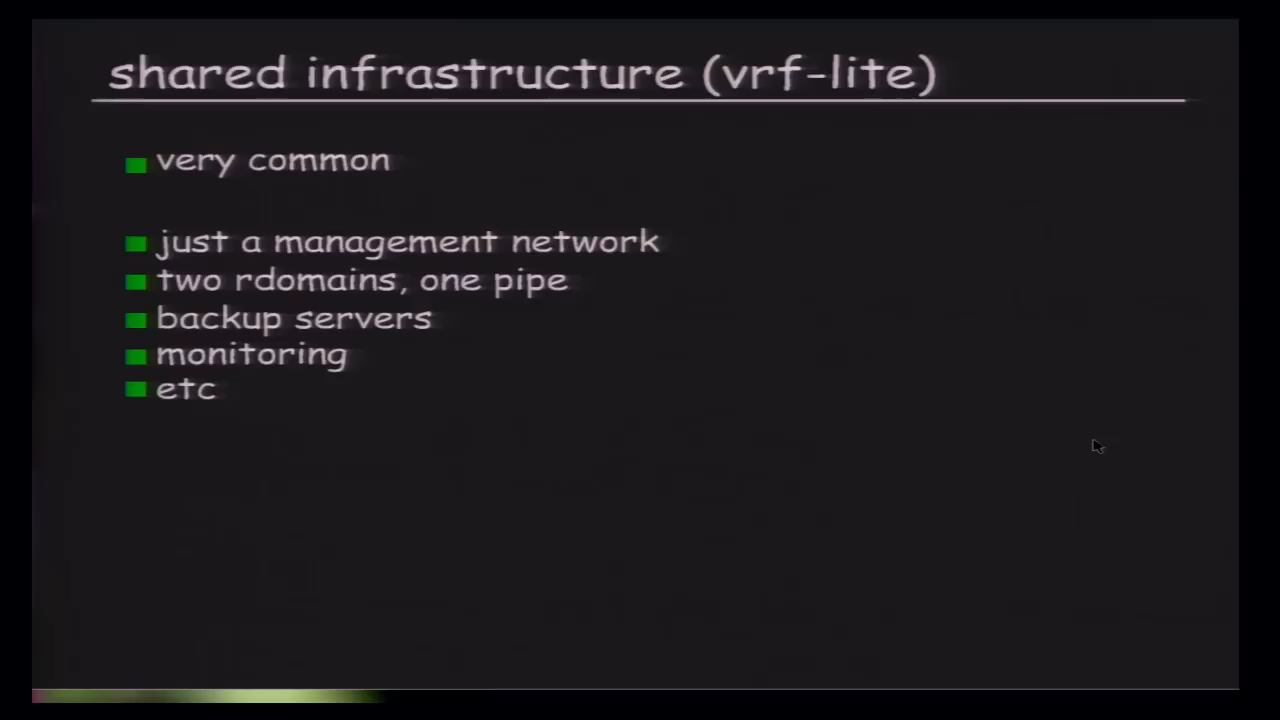 shared infrastructure (vrf-lite)
very common
just a management network
two rdomains, one pipe
backup servers
monitoring
etc